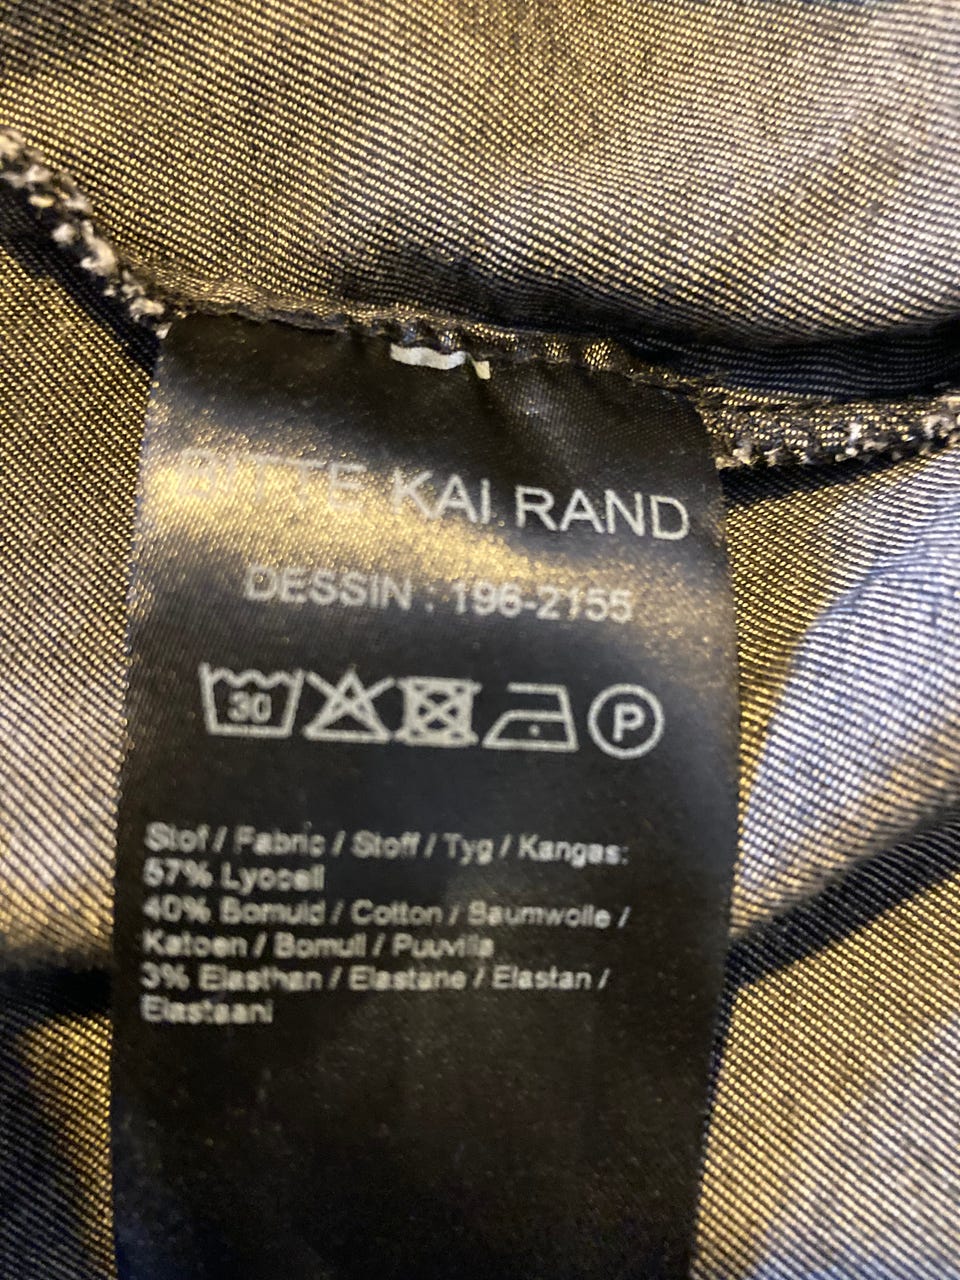 BITTE KAI RAND
DESSIN : 196-2155
30 P
Stof / Fabric / Stoff / Tyg / Kangas:
57% Lyocell
40% Bomuld / Cotton / Baumwolle /
Katoen / Bomull / Puuvilla
3% Elasthan / Elastane / Elastan /
Elastaani